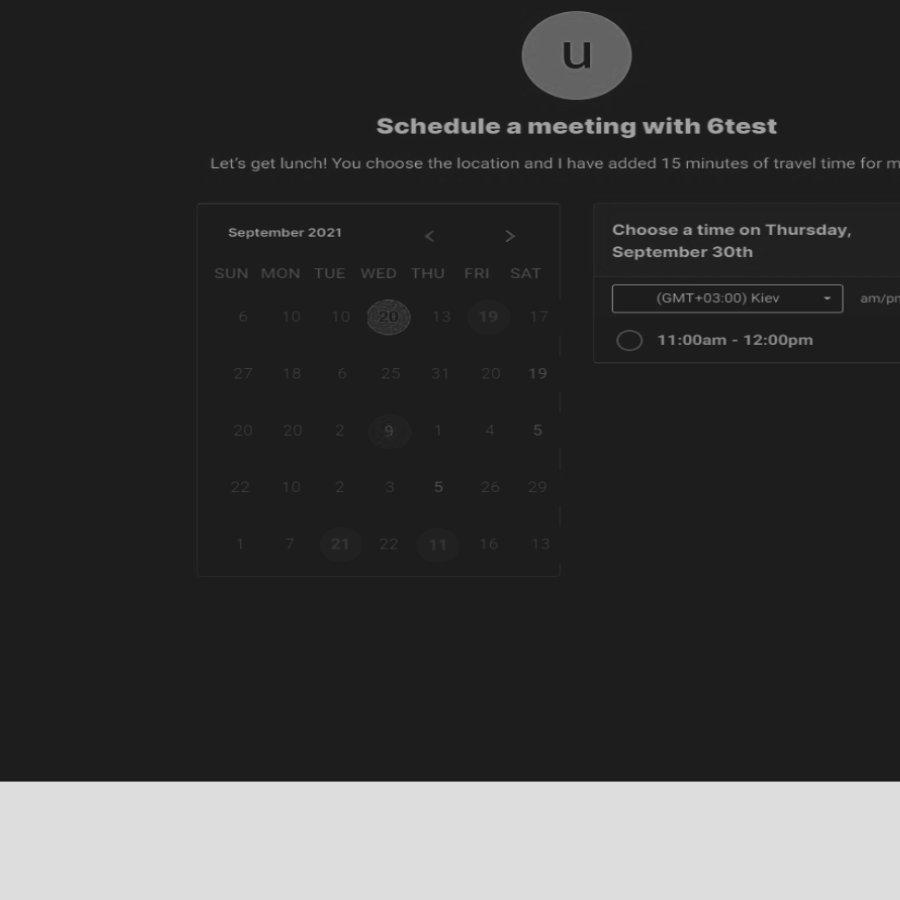 u
Schedule a meeting with 6test
Let's get lunch! You choose the location and I have added 15 minutes of travel time for m
September 2021 < >
SUN MON TUE WED THU FRI SAT
6 10 10 20 13 19 17
27 18 6 25 31 20 19
20 20 2 9 1 4 5
22 10 2 3 5 26 29
1 7 21 22 11 16 13
Choose a time on Thursday,
September 30th
(GMT+03:00) Kiev am/pm
11:00am - 12:00pm